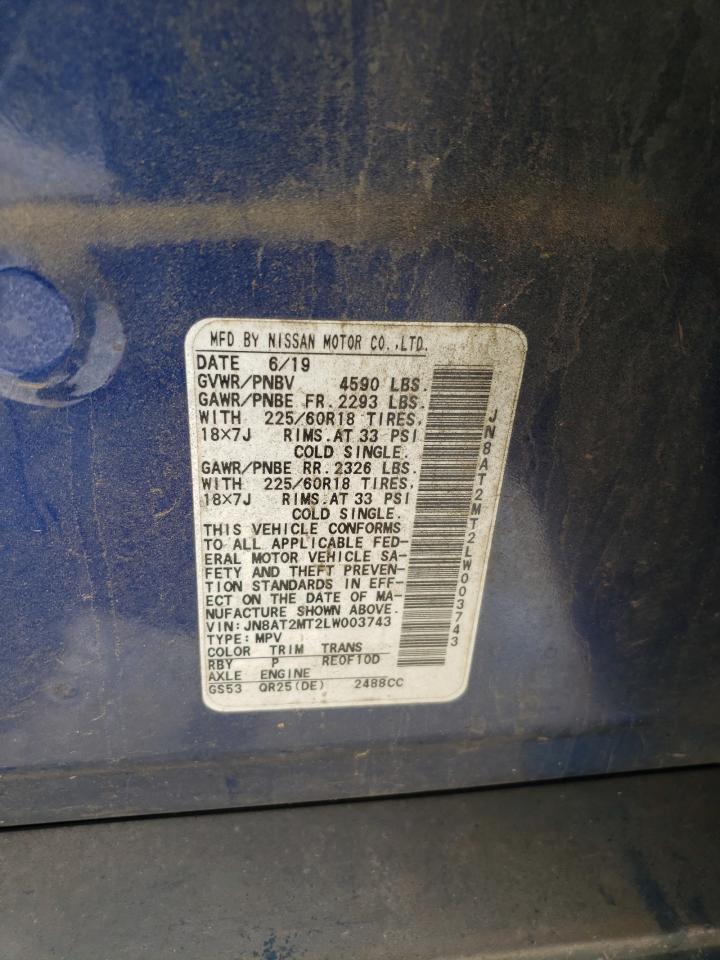 MFD BY NISSAN MOTOR CO.,LTD.
DATE 6/19
GVWR/PNBV 4590 LBS.
GAWR/PNBE FR. 2293 LBS.
WITH 225/60R18 TIRES,
18×7J RIMS.AT 33 PSI
COLD SINGLE.
GAWR/PNBE RR. 2326 LBS.
WITH 225/60R18 TIRES,
18×7J RIMS.AT 33 PSI
COLD SINGLE.
THIS VEHICLE CONFORMS
TO ALL APPLICABLE FED-
ERAL MOTOR VEHICLE SA-
FETY AND THEFT PREVEN-
TION STANDARDS IN EFF-
ECT ON THE DATE OF MA-
NUFACTURE SHOWN ABOVE.
VIN:JN8AT2MT2LW003743
TYPE:MPV
COLOR TRIM TRANS
RBY P RE0F10D
AXLE ENGINE
GS53 QR25(DE) 2488CC
JN8AT2MT2LW003743